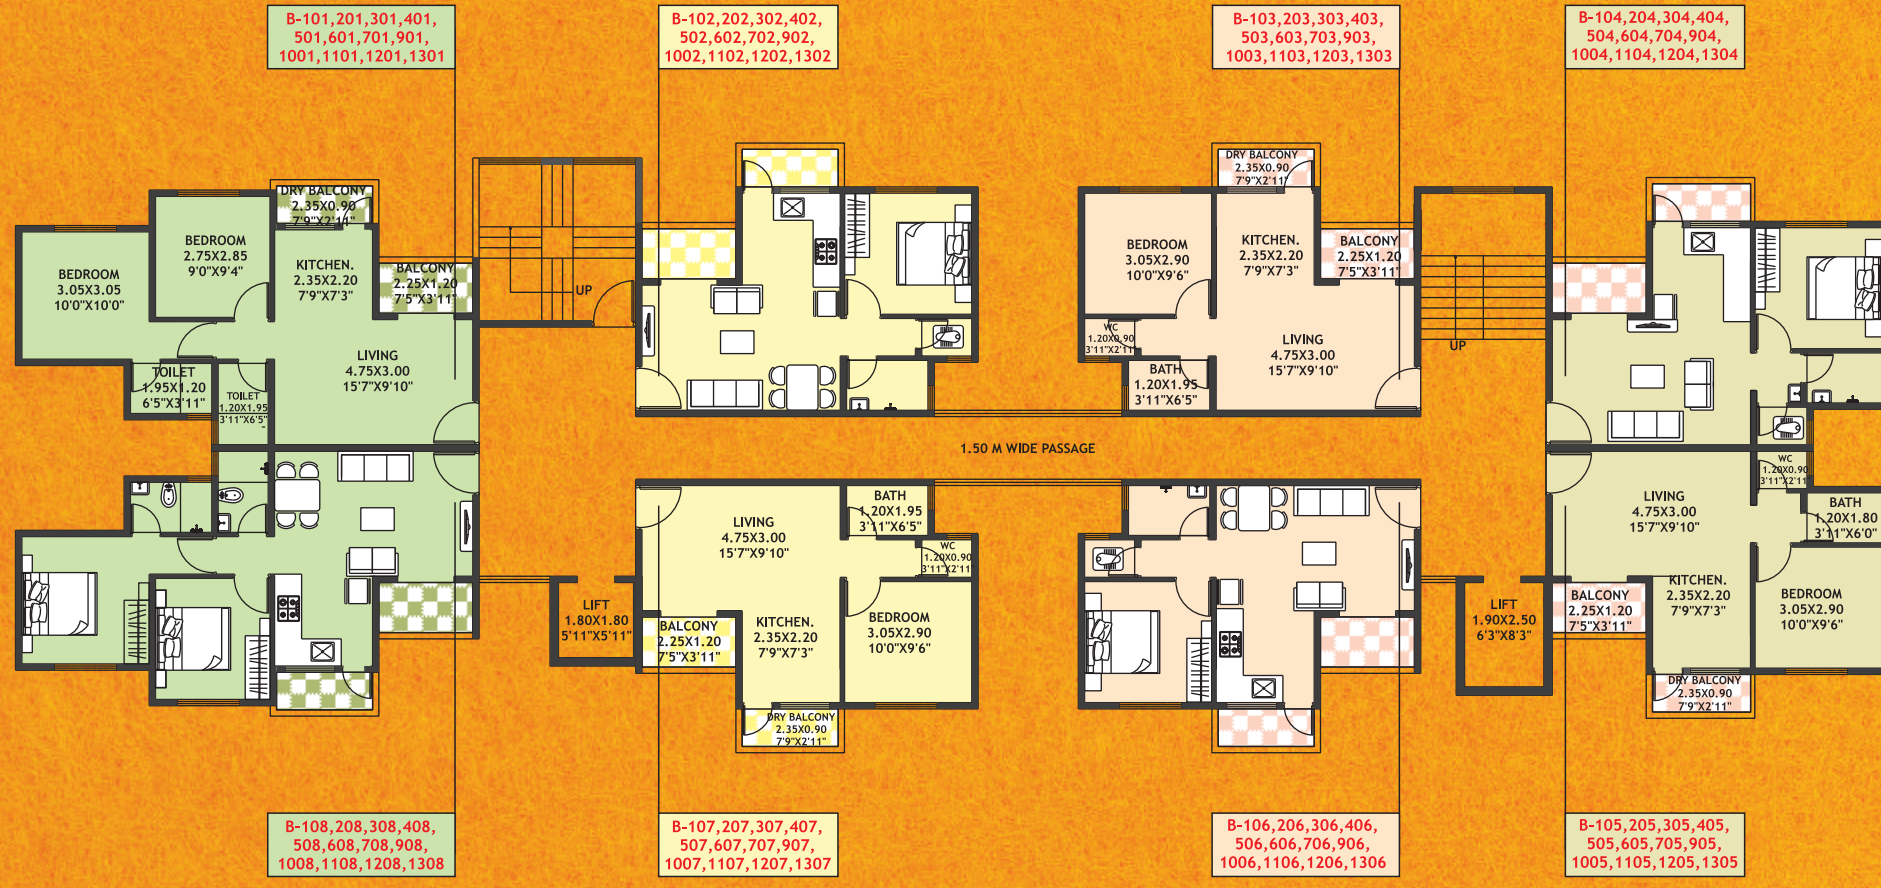 B-101,201,301,401,
501,601,701,901,
1001,1101,1201,1301
B-102,202,302,402,
502,602,702,902,
1002,1102,1202,1302
B-103,203,303,403,
503,603,703,903,
1003,1103,1203,1303
B-104,204,304,404,
504,604,704,904,
1004,1104,1204,1304
DRY BALCONY
2.35X0.90
7'9"X2'11"
BEDROOM
2.75X2.85
9'0"X9'4"
BEDROOM
3.05X3.05
10'0"X10'0"
KITCHEN.
2.35X2.20
7'9"X7'3"
BALCONY
2.25X1.20
7'5"X3'11"
LIVING
4.75X3.00
15'7"X9'10"
TOILET
1.95X1.20
6'5"X3'11"
TOILET
1.20X1.95
3'11"X6'5"
UP
DRY BALCONY
2.35X0.90
7'9"X2'11"
BEDROOM
3.05X2.90
10'0"X9'6"
KITCHEN.
2.35X2.20
7'9"X7'3"
BALCONY
2.25X1.20
7'5"X3'11"
WC
1.20X0.90
3'11"X2'11"
LIVING
4.75X3.00
15'7"X9'10"
BATH
1.20X1.95
3'11"X6'5"
UP
1.50 M WIDE PASSAGE
LIVING
4.75X3.00
15'7"X9'10"
BATH
1.20X1.95
3'11"X6'5"
WC
1.20X0.90
3'11"X2'11"
LIFT
1.80X1.80
5'11"X5'11"
BALCONY
2.25X1.20
7'5"X3'11"
KITCHEN.
2.35X2.20
7'9"X7'3"
BEDROOM
3.05X2.90
10'0"X9'6"
DRY BALCONY
2.35X0.90
7'9"X2'11"
LIFT
1.90X2.50
6'3"X8'3"
WC
1.20X0.90
3'11"X2'11"
LIVING
4.75X3.00
15'7"X9'10"
BATH
1.20X1.80
3'11"X6'0"
BALCONY
2.25X1.20
7'5"X3'11"
KITCHEN.
2.35X2.20
7'9"X7'3"
BEDROOM
3.05X2.90
10'0"X9'6"
DRY BALCONY
2.35X0.90
7'9"X2'11"
B-108,208,308,408,
508,608,708,908,
1008,1108,1208,1308
B-107,207,307,407,
507,607,707,907,
1007,1107,1207,1307
B-106,206,306,406,
506,606,706,906,
1006,1106,1206,1306
B-105,205,305,405,
505,605,705,905,
1005,1105,1205,1305